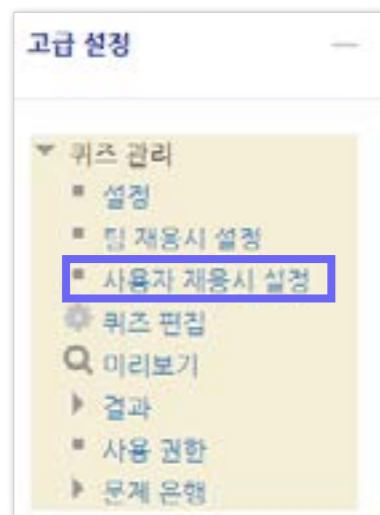 고급 설정
퀴즈 관리
설정
팀 재응시 설정
사용자 재응시 설정
퀴즈 편집
미리보기
결과
사용 권한
문제 은행